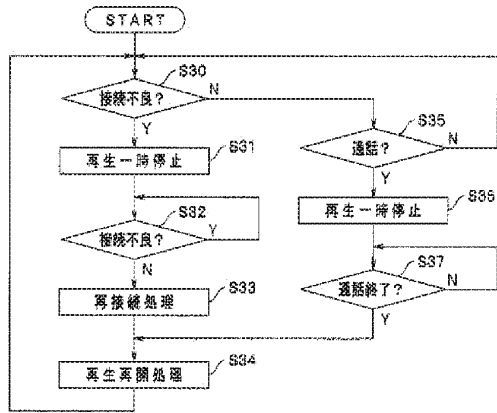 START
S30
接続不良?
N
Y
S31
再生一時停止
S32
接続不良?
Y
N
S33
再接続処理
S34
再生再開処理
S35
通話?
N
Y
S36
再生一時停止
S37
通話終了?
N
Y